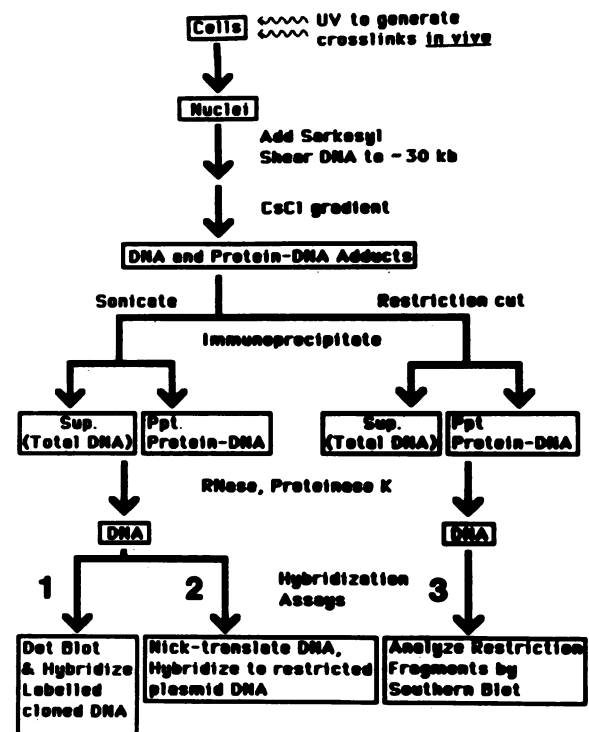 Cells
UV to generate
crosslinks in vive
Nuclei
Add Sarkosyl
Shear DNA to ~30 kb
CsCl gradient
DNA and Protein-DNA Adducts
Sonicate
Restriction cut
Immunoprecipitate
Sup.
(Total DNA)
Ppt.
Protein-DNA
Sup.
(Total DNA)
Ppt
Protein-DNA
RNase, Proteinase K
DNA
DNA
1
2
Hybridization
Assays
3
Dot Blot
& Hybridize
Labelled
cloned DNA
Nick-translate DNA,
Hybridize to restricted
plasmid DNA
Analyze Restriction
Fragments by
Southern Blot